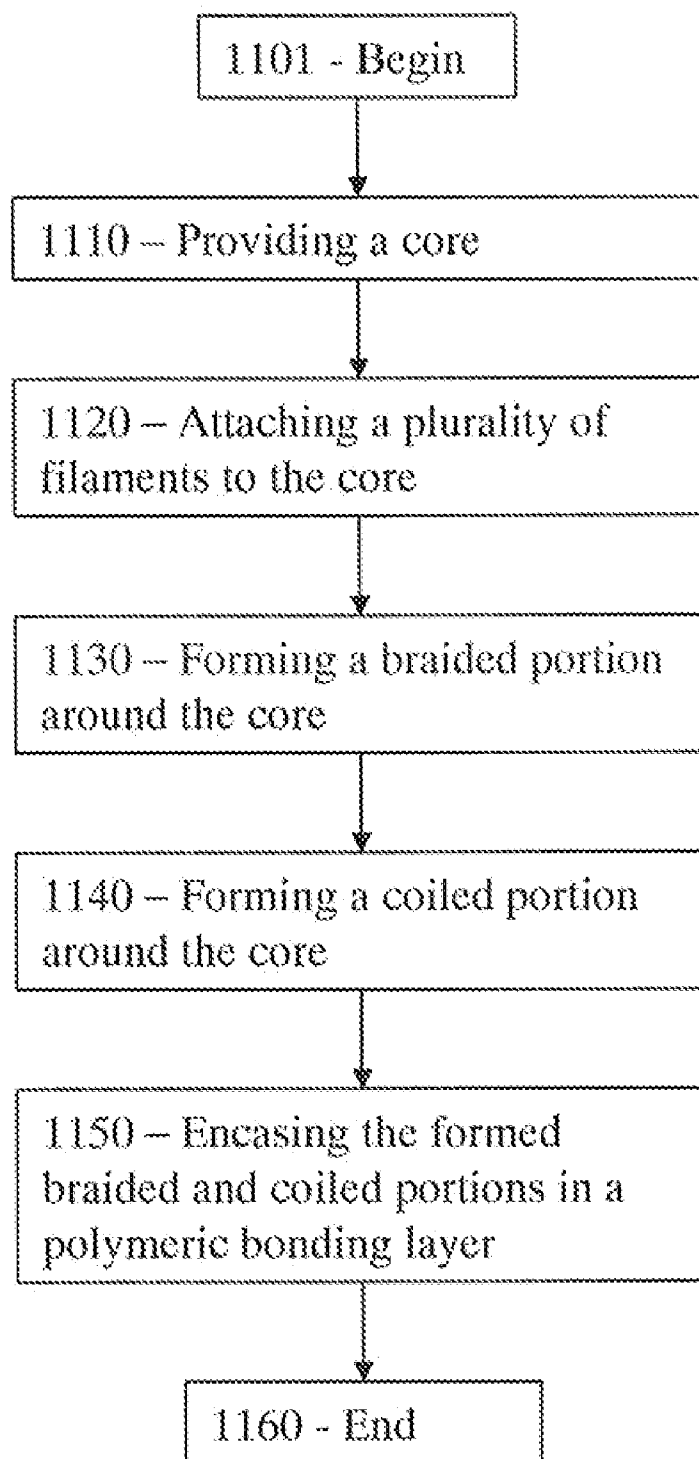 1101 - Begin
1110 – Providing a core
1120 – Attaching a plurality of
filaments to the core
1130 – Forming a braided portion
around the core
1140 – Forming a coiled portion
around the core
1150 – Encasing the formed
braided and coiled portions in a
polymeric bonding layer
1160 - End